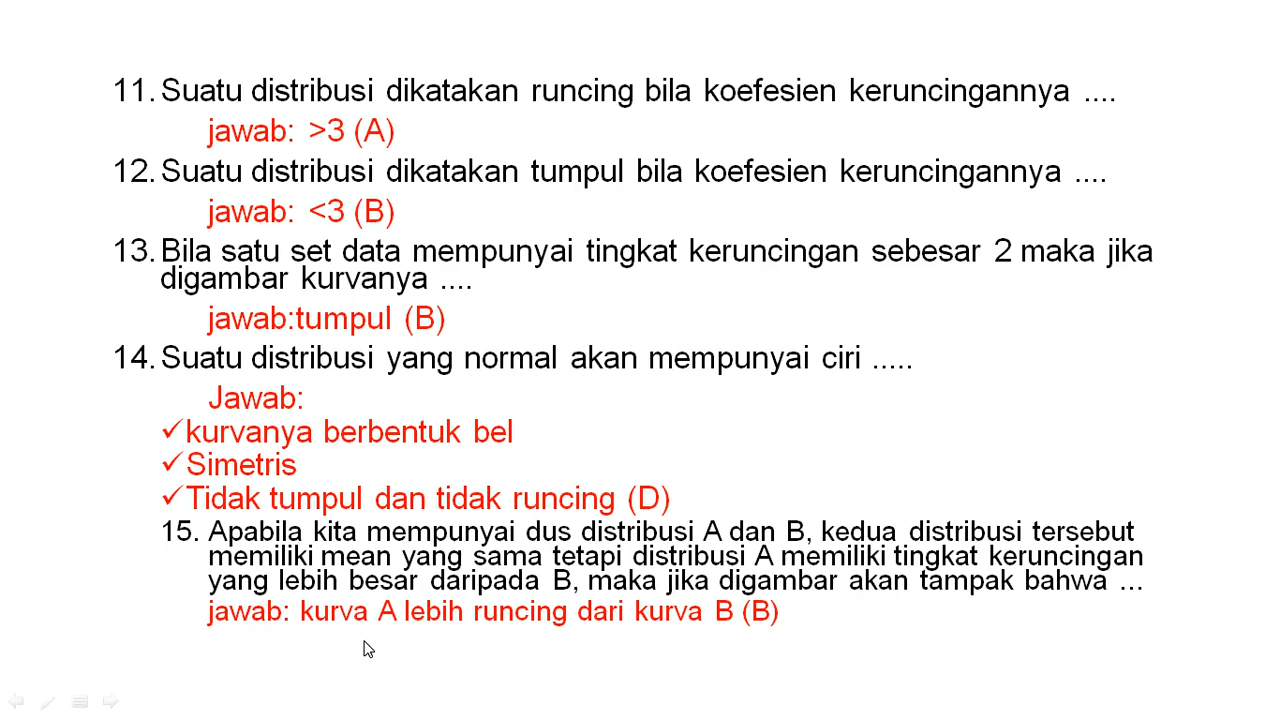 11. Suatu distribusi dikatakan runcing bila koefesien keruncingannya ....
jawab: >3 (A)
12. Suatu distribusi dikatakan tumpul bila koefesien keruncingannya ....
jawab: <3 (B)
13. Bila satu set data mempunyai tingkat keruncingan sebesar 2 maka jika
digambar kurvanya ....
jawab:tumpul (B)
14. Suatu distribusi yang normal akan mempunyai ciri .....
Jawab:
✓kurvanya berbentuk bel
✓Simetris
✓Tidak tumpul dan tidak runcing (D)
15. Apabila kita mempunyai dus distribusi A dan B, kedua distribusi tersebut
memiliki mean yang sama tetapi distribusi A memiliki tingkat keruncingan
yang lebih besar daripada B, maka jika digambar akan tampak bahwa ...
jawab: kurva A lebih runcing dari kurva B (B)